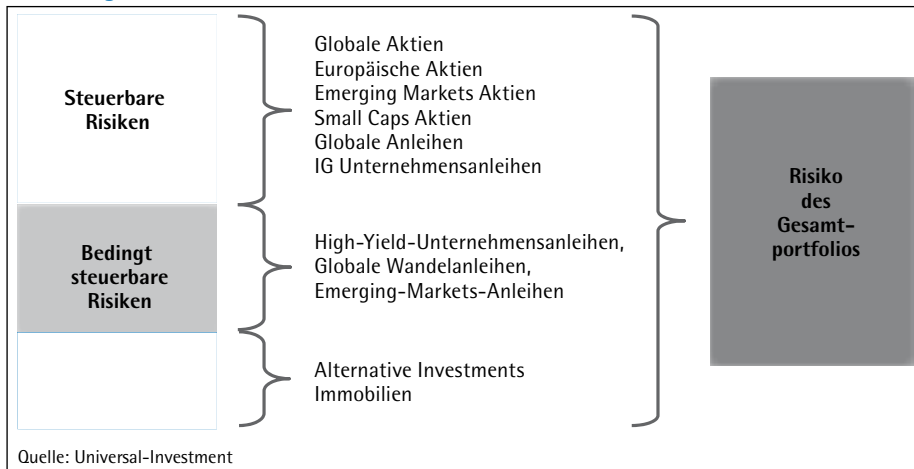 Steuerbare
Risiken
Globale Aktien
Europäische Aktien
Emerging Markets Aktien
Small Caps Aktien
Globale Anleihen
IG Unternehmensanleihen
Bedingt
steuerbare
Risiken
High-Yield-Unternehmensanleihen,
Globale Wandelanleihen,
Emerging-Markets-Anleihen
Alternative Investments
Immobilien
Risiko
des
Gesamt-
portfolios
Quelle: Universal-Investment